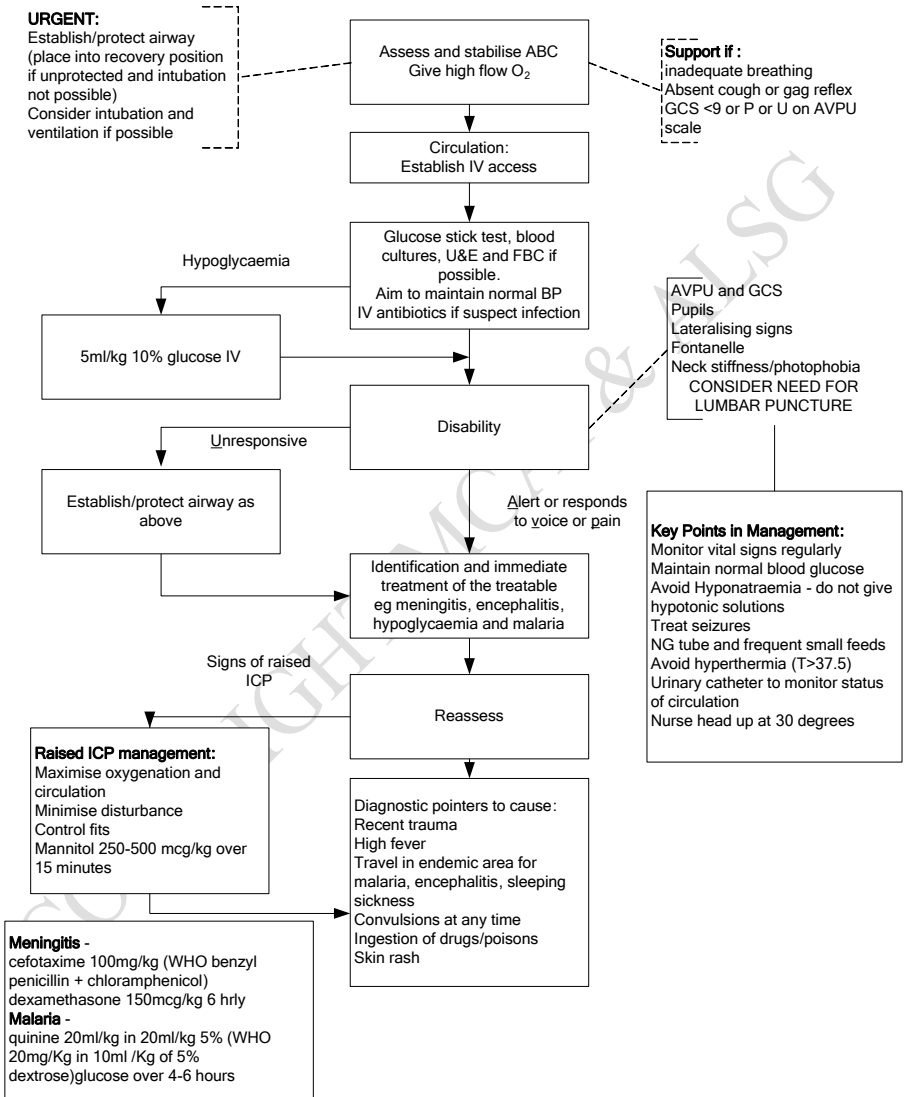 URGENT:
Establish/protect airway
(place into recovery position
if unprotected and intubation
not possible)
Consider intubation and
ventilation if possible
Assess and stabilise ABC
Give high flow O2
Support if :
inadequate breathing
Absent cough or gag reflex
GCS <9 or P or U on AVPU
scale
Circulation:
Establish IV access
Glucose stick test, blood
cultures, U&E and FBC if
possible.
Aim to maintain normal BP
IV antibiotics if suspect infection
Hypoglycaemia
5ml/kg 10% glucose IV
AVPU and GCS
Pupils
Lateralising signs
Fontanelle
Neck stiffness/photophobia
CONSIDER NEED FOR
LUMBAR PUNCTURE
Disability
Unresponsive
Establish/protect airway as
above
Alert or responds
to voice or pain
Key Points in Management:
Monitor vital signs regularly
Maintain normal blood glucose
Avoid Hyponatraemia - do not give
hypotonic solutions
Treat seizures
NG tube and frequent small feeds
Avoid hyperthermia (T>37.5)
Urinary catheter to monitor status
of circulation
Nurse head up at 30 degrees
Identification and immediate
treatment of the treatable
eg meningitis, encephalitis,
hypoglycaemia and malaria
Signs of raised
ICP
Reassess
Raised ICP management:
Maximise oxygenation and
circulation
Minimise disturbance
Control fits
Mannitol 250-500 mcg/kg over
15 minutes
Diagnostic pointers to cause:
Recent trauma
High fever
Travel in endemic area for
malaria, encephalitis, sleeping
sickness
Convulsions at any time
Ingestion of drugs/poisons
Skin rash
Meningitis -
cefotaxime 100mg/kg (WHO benzyl
penicillin + chloramphenicol)
dexamethasone 150mcg/kg 6 hrly
Malaria -
quinine 20ml/kg in 20ml/kg 5% (WHO
20mg/Kg in 10ml /Kg of 5%
dextrose)glucose over 4-6 hours
& ALSG